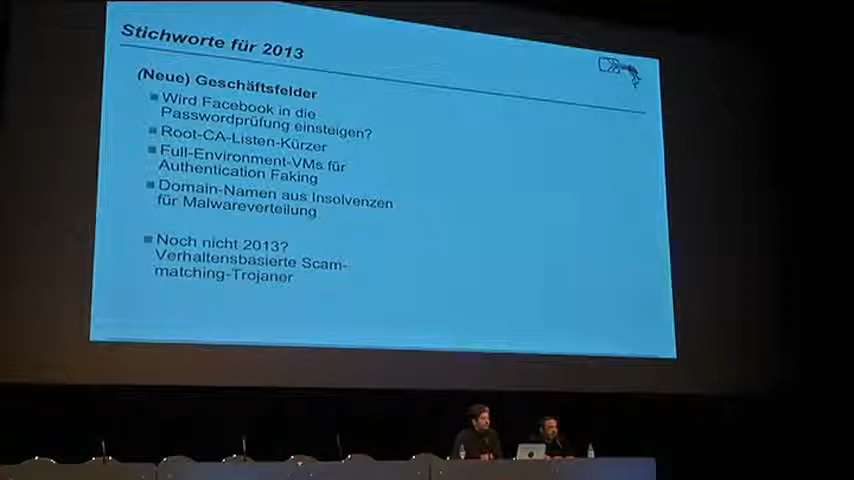 Stichworte für 2013
(Neue) Geschäftsfelder
Wird Facebook in die
Passwordprüfung einsteigen?
Root-CA-Listen-Kürzer
Full-Environment-VMs für
Authentication Faking
Domain-Namen aus Insolvenzen
für Malwareverteilung
Noch nicht 2013?
Verhaltensbasierte Scam-
matching-Trojaner